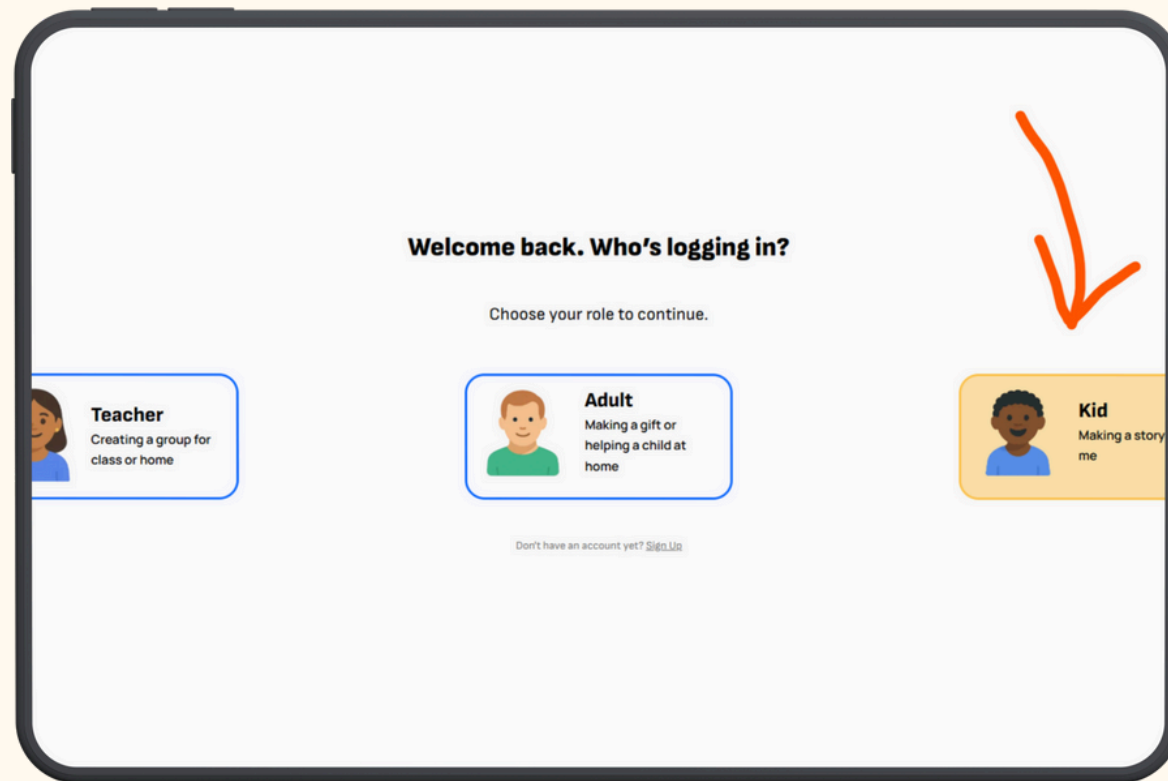 Welcome back. Who's logging in?
Choose your role to continue.
Teacher
Creating a group for
class or home
Adult
Making a gift or
helping a child at
home
Kid
Making a story
me
Don't have an account yet? Sign Up